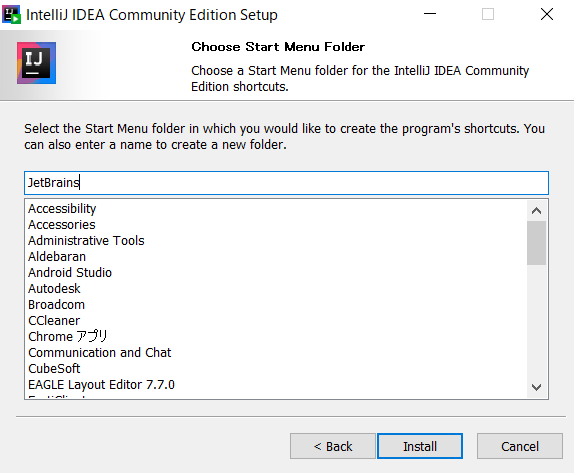 IntelliJ IDEA Community Edition Setup
IJ
Choose Start Menu Folder
Choose a Start Menu folder for the IntelliJ IDEA Community
Edition shortcuts.
Select the Start Menu folder in which you would like to create the program's shortcuts. You
can also enter a name to create a new folder.
JetBrains
Accessibility
Accessories
Administrative Tools
Aldebaran
Android Studio
Autodesk
Broadcom
CCleaner
Chrome アプリ
Communication and Chat
CubeSoft
EAGLE Layout Editor 7.7.0
< Back
Install
Cancel